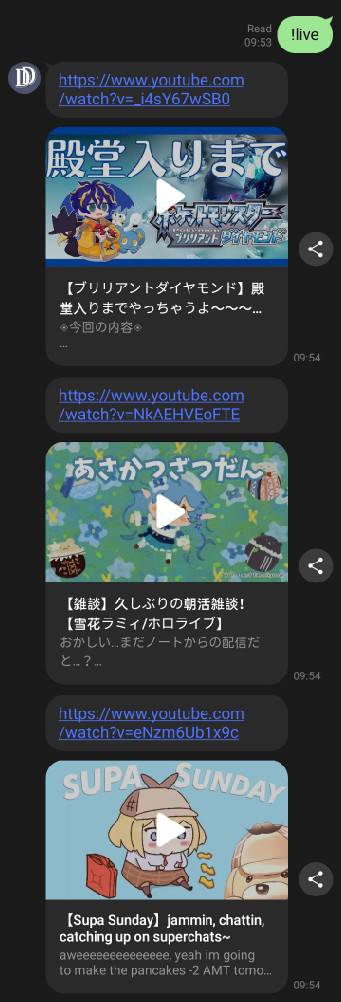 !live
Read
09:53
https://www.youtube.com
/watch?v=_i4sY67wSB0
殿堂入りまで
ポケットモンスター
Pokémon
ブリリアントダイヤモンド
【ブリリアントダイヤモンド】殿
堂入りまでやっちゃうよ〜〜〜...
◈今回の内容◈
...
09:54
https://www.youtube.com
/watch?v=NkAEHVEoFTE
あさかつざつだん
【雑談】久しぶりの朝活雑談！
【雪花ラミィ/ホロライブ】
おかしい...まだノートからの配信だ
と...？...
09:54
https://www.youtube.com
/watch?v=eNzm6Ub1x9c
SUPA SUNDAY
【Supa Sunday】jammin, chattin,
catching up on superchats~
aweeeeeeeeeeeeee, yeah im going
to make the pancakes -2 AMT tomo...
09:54